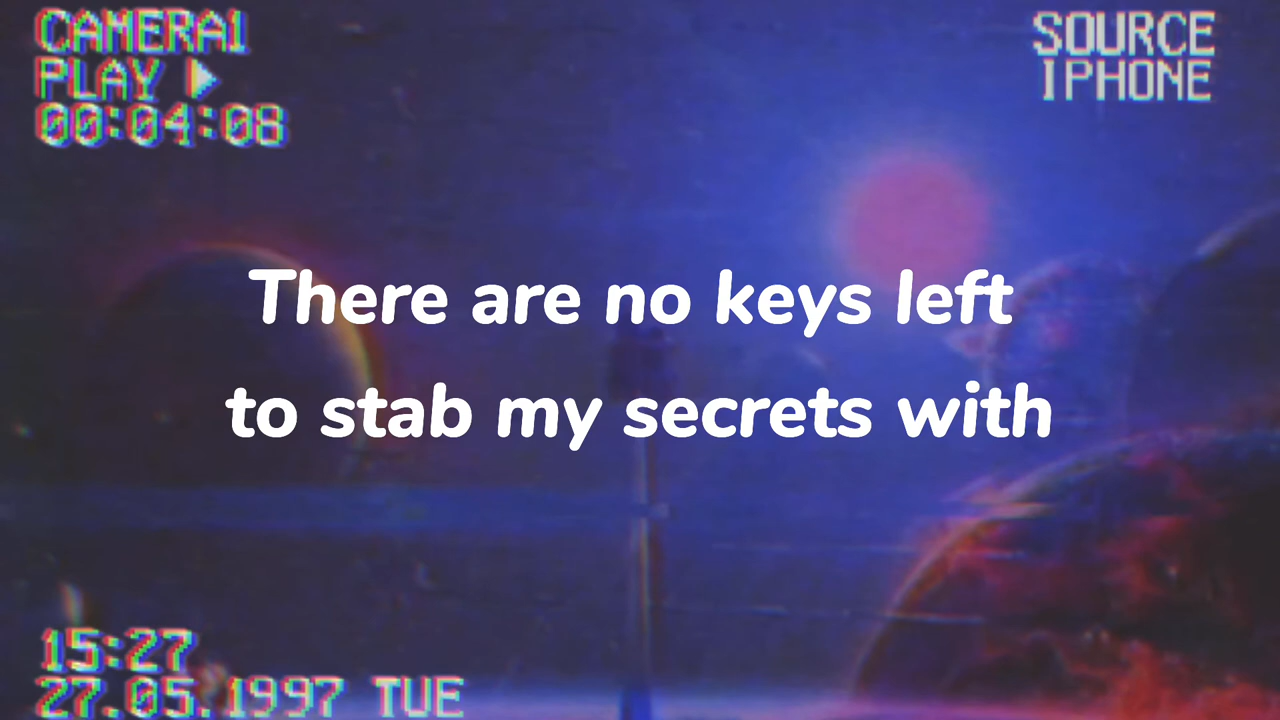 CAMERA1
PLAY
00:04:08
SOURCE
IPHONE
There are no keys left
to stab my secrets with
15:27
27.05.1997 TUE